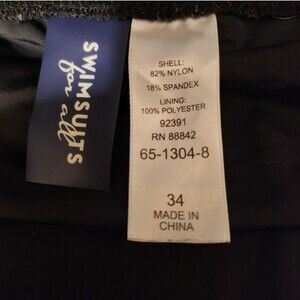 SWIMSUITS
for all
SHELL:
82% NYLON
18% SPANDEX
LINING:
100% POLYESTER
92391
RN 88842
65-1304-8
34
MADE IN
CHINA